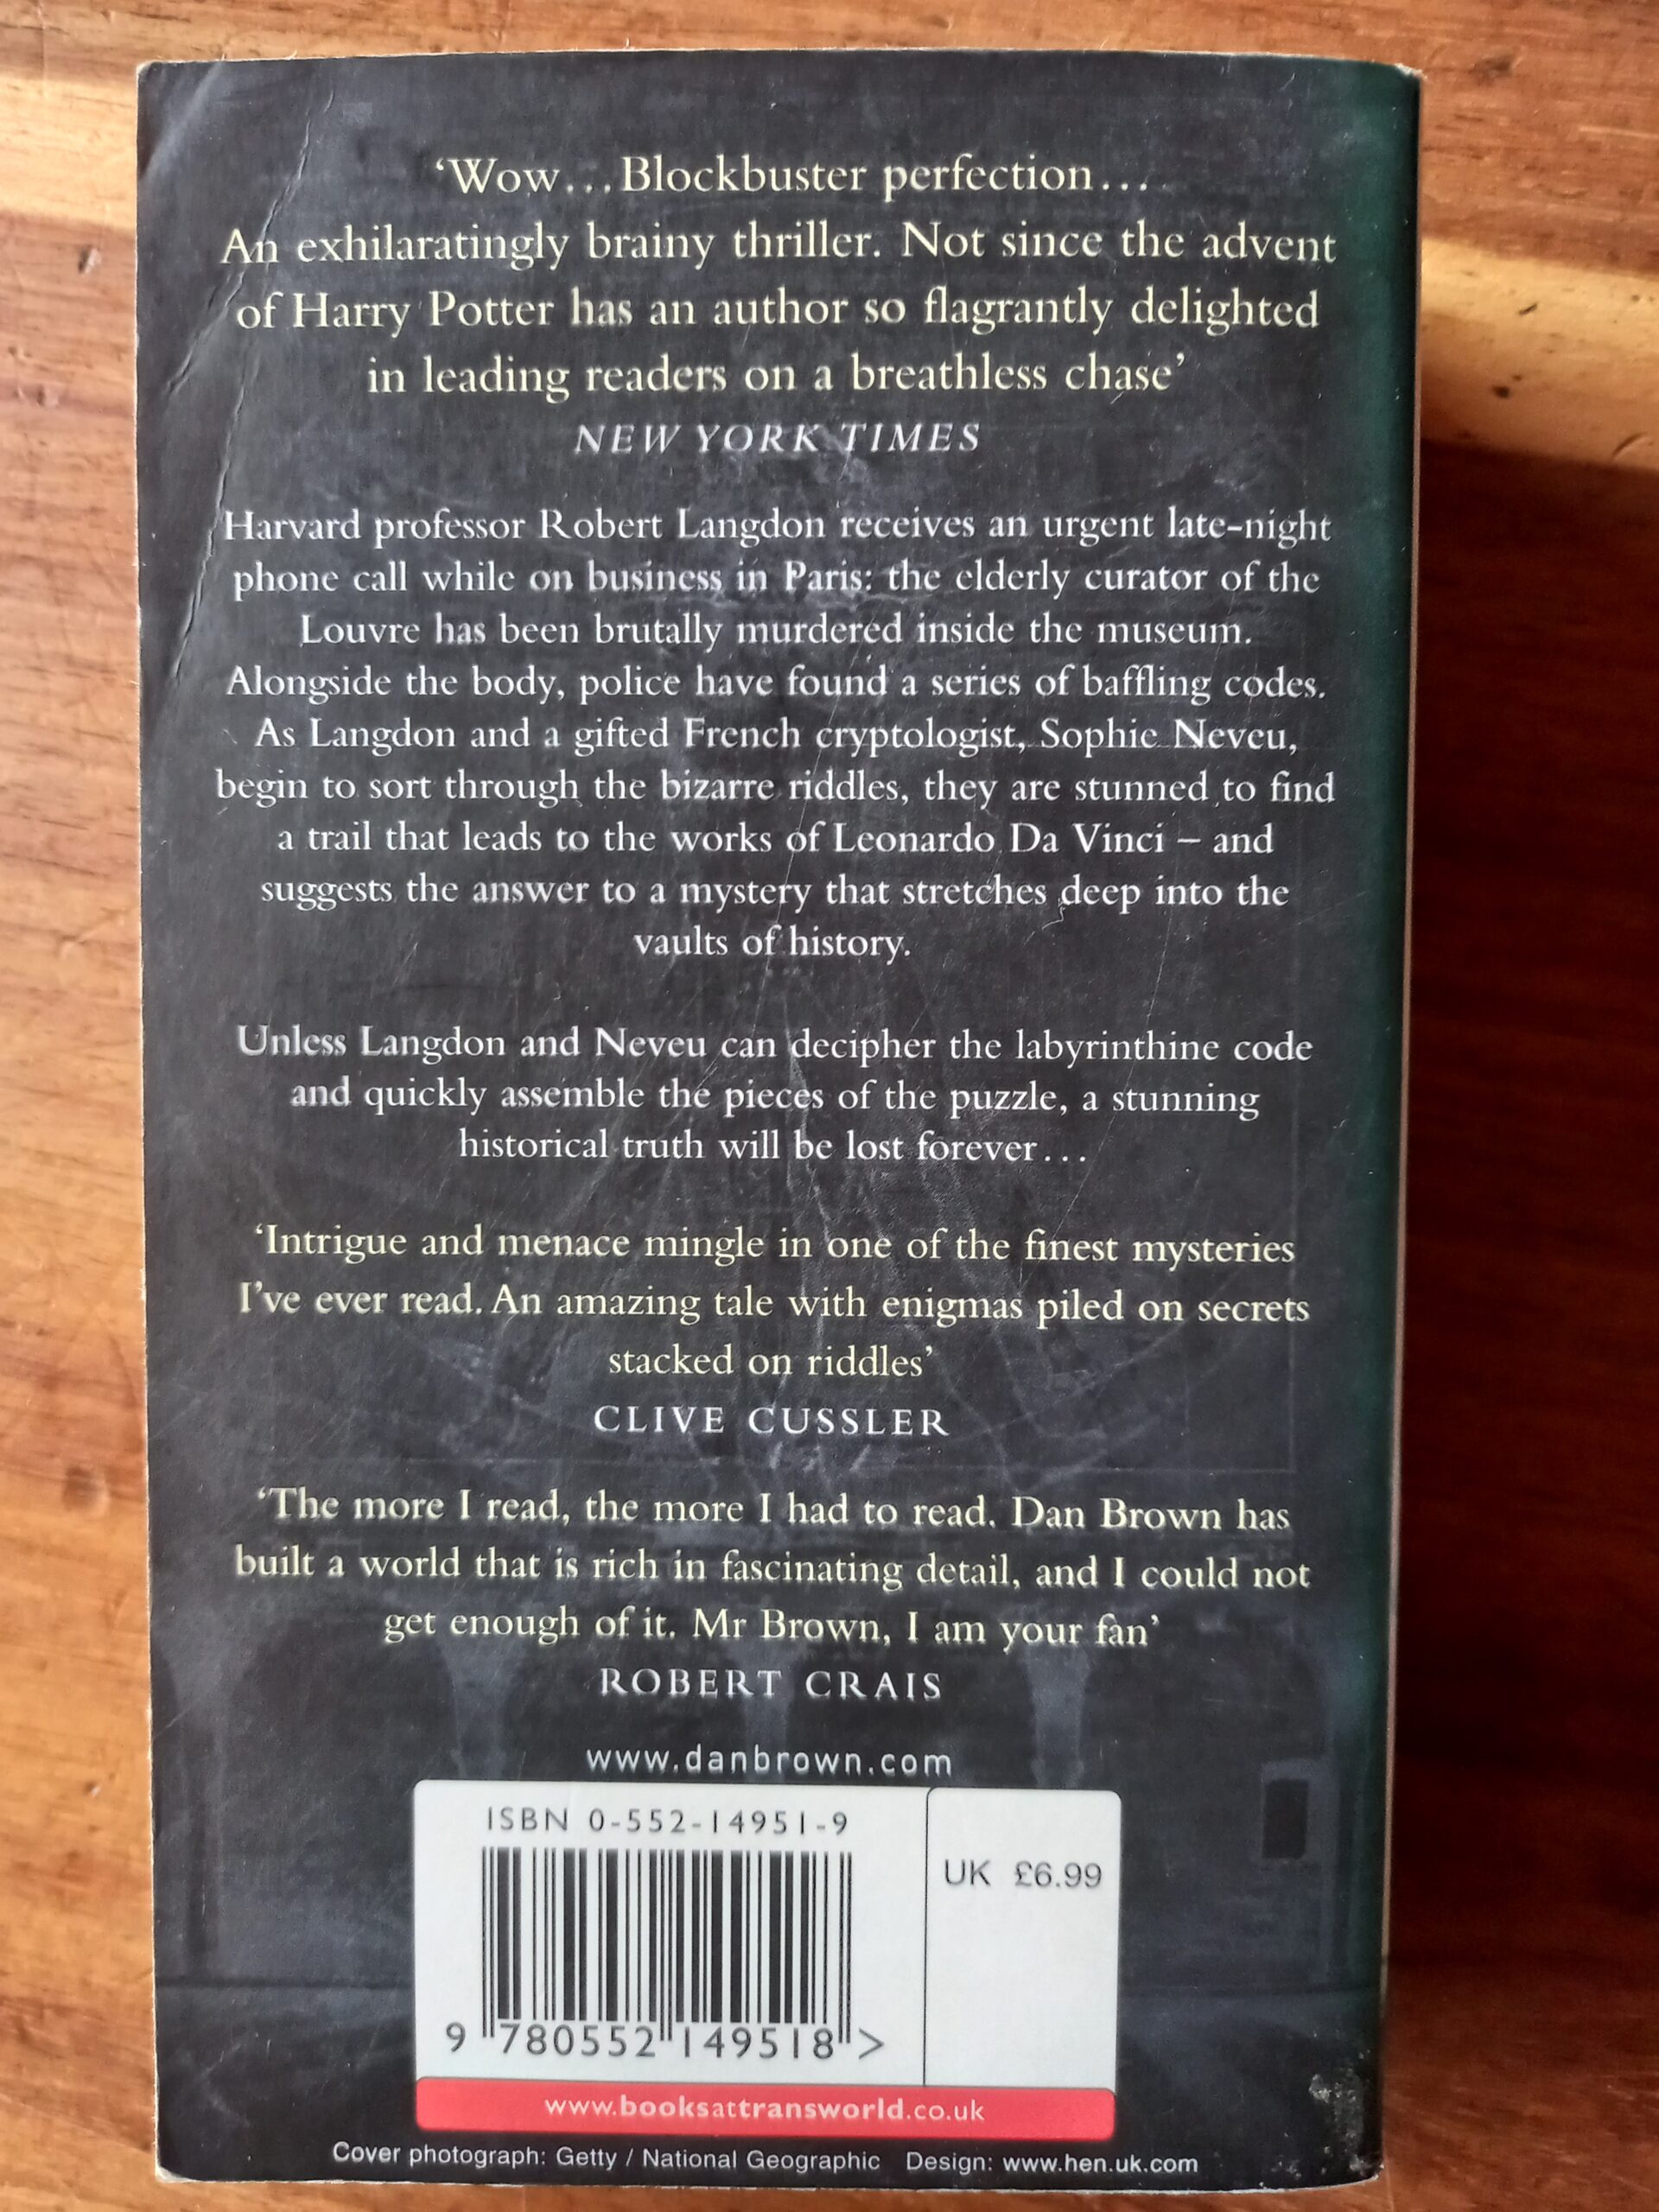 ‘Wow...Blockbuster perfection...
An exhilaratingly brainy thriller. Not since the advent
of Harry Potter has an author so flagrantly delighted
in leading readers on a breathless chase’
NEW YORK TIMES
Harvard professor Robert Langdon receives an urgent late-night
phone call while on business in Paris: the elderly curator of the
Louvre has been brutally murdered inside the museum.
Alongside the body, police have found a series of baffling codes.
As Langdon and a gifted French cryptologist, Sophie Neveu,
begin to sort through the bizarre riddles, they are stunned to find
a trail that leads to the works of Leonardo Da Vinci – and
suggests the answer to a mystery that stretches deep into the
vaults of history.
Unless Langdon and Neveu can decipher the labyrinthine code
and quickly assemble the pieces of the puzzle, a stunning
historical truth will be lost forever...
‘Intrigue and menace mingle in one of the finest mysteries
I’ve ever read. An amazing tale with enigmas piled on secrets
stacked on riddles’
CLIVE CUSSLER
‘The more I read, the more I had to read. Dan Brown has
built a world that is rich in fascinating detail, and I could not
get enough of it. Mr Brown, I am your fan’
ROBERT CRAIS
www.danbrown.com
ISBN 0-552-14951-9
UK £6.99
9 780552 149518 >
www.booksattransworld.co.uk
Cover photograph: Getty / National Geographic Design: www.hen.uk.com